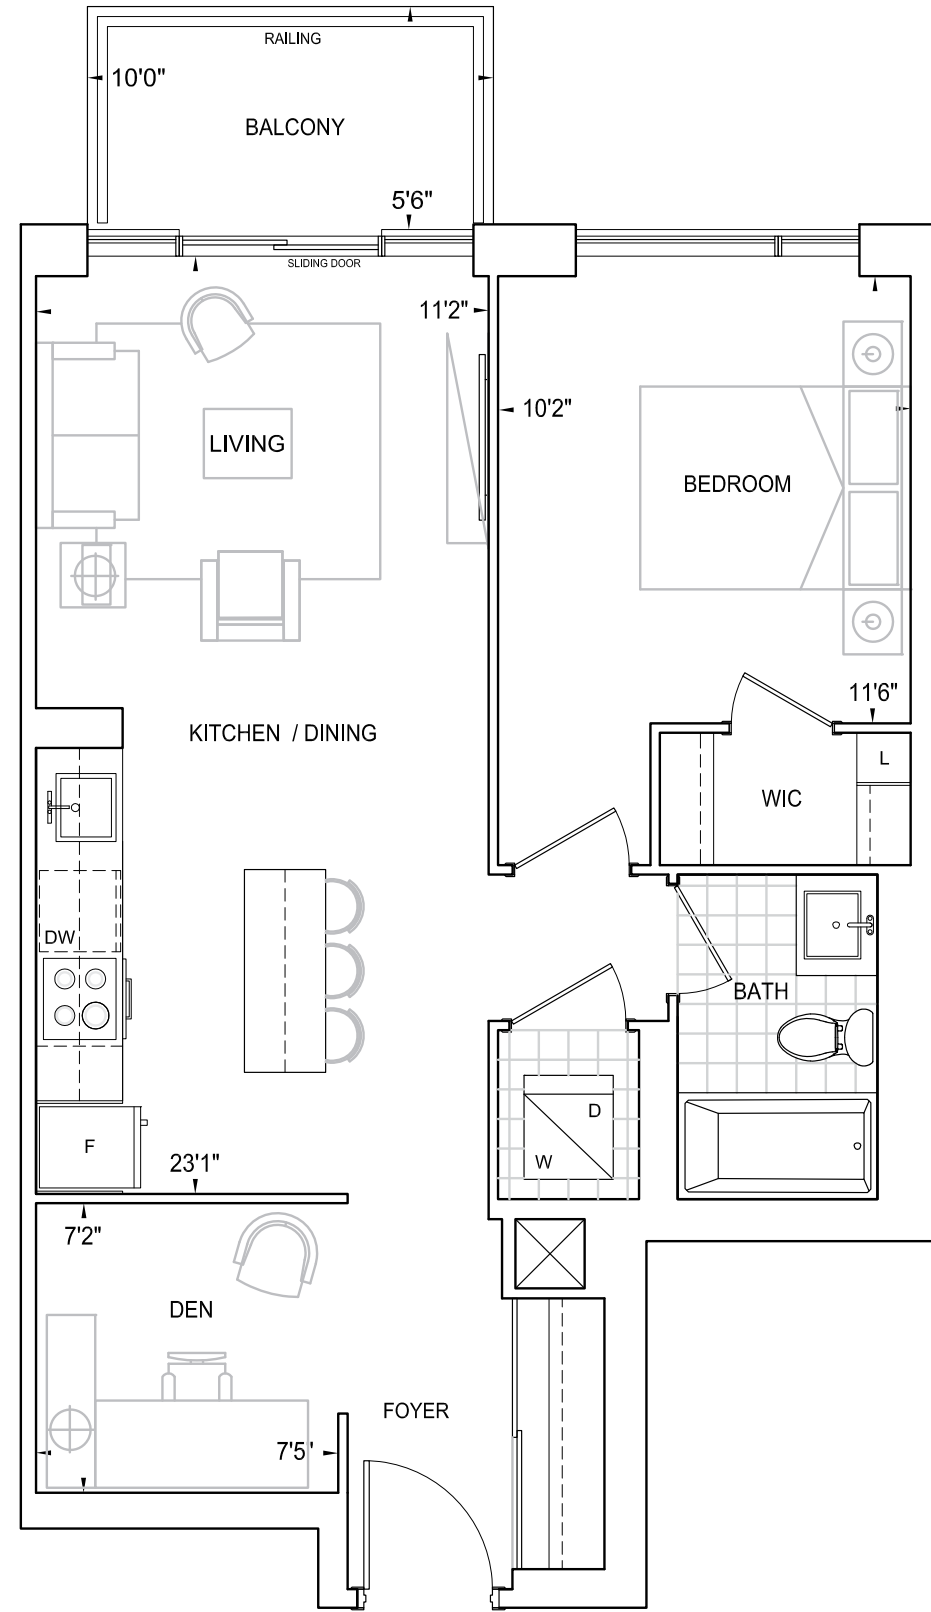 RAILING
10'0"
BALCONY
5'6"
SLIDING DOOR
11'2"
10'2"
LIVING
BEDROOM
11'6"
KITCHEN / DINING
L
WIC
DW
BATH
D
F
W
23'1"
7'2"
DEN
FOYER
7'5"